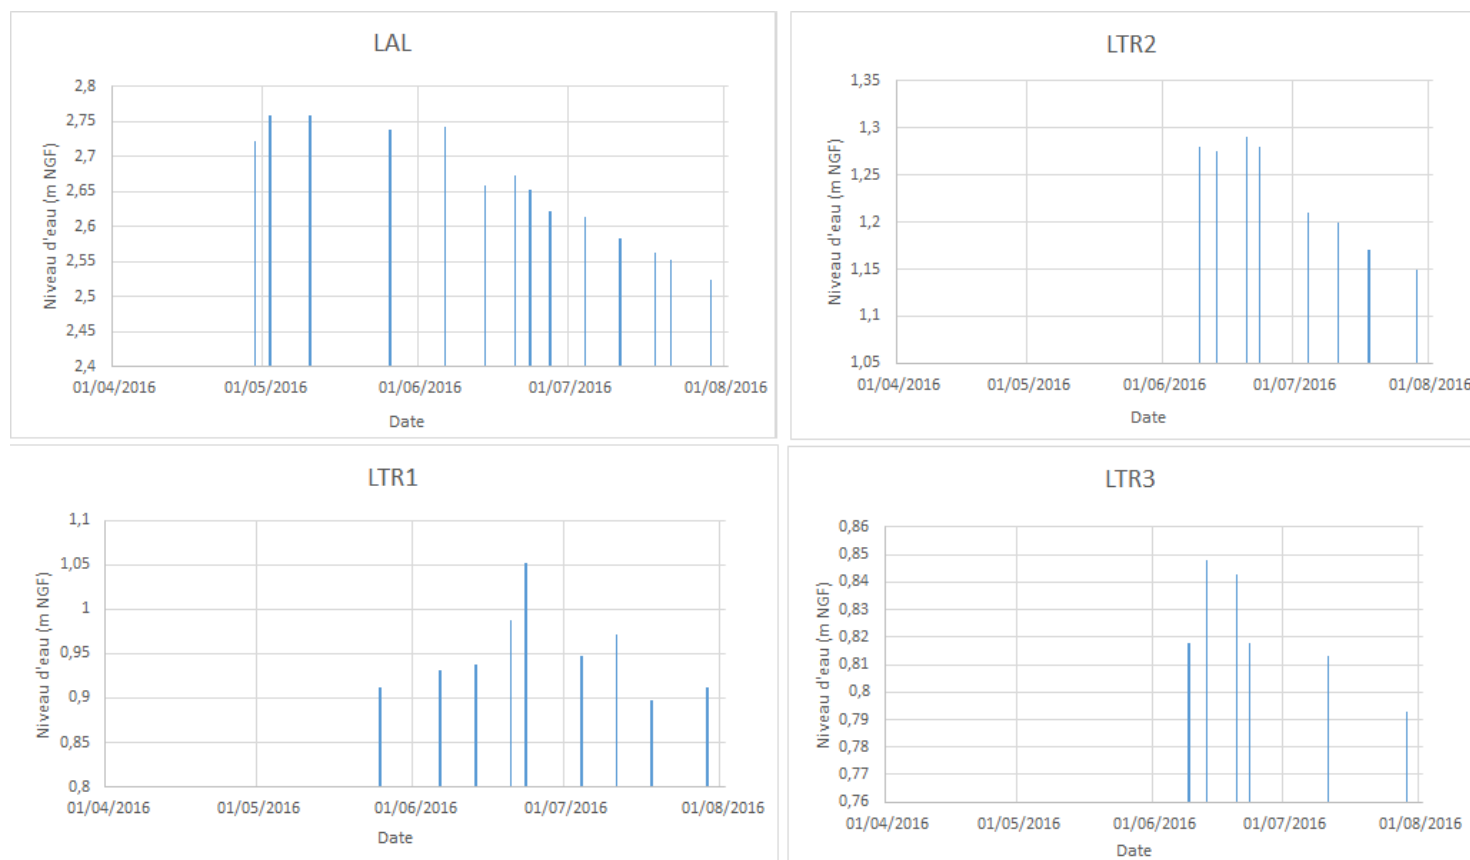 LAL
Niveau d'eau (m NGF)
2,8
2,75
2,7
2,65
2,6
2,55
2,5
2,45
2,4
01/04/2016 01/05/2016 01/06/2016 01/07/2016 01/08/2016
Date
LTR2
Niveau d'eau (m NGF)
1,35
1,3
1,25
1,2
1,15
1,1
1,05
01/04/2016 01/05/2016 01/06/2016 01/07/2016 01/08/2016
Date
LTR1
Niveau d'eau (m NGF)
1,1
1,05
1
0,95
0,9
0,85
0,8
01/04/2016 01/05/2016 01/06/2016 01/07/2016 01/08/2016
Date
LTR3
Niveau d'eau (m NGF)
0,86
0,85
0,84
0,83
0,82
0,81
0,8
0,79
0,78
0,77
0,76
01/04/2016 01/05/2016 01/06/2016 01/07/2016 01/08/2016
Date